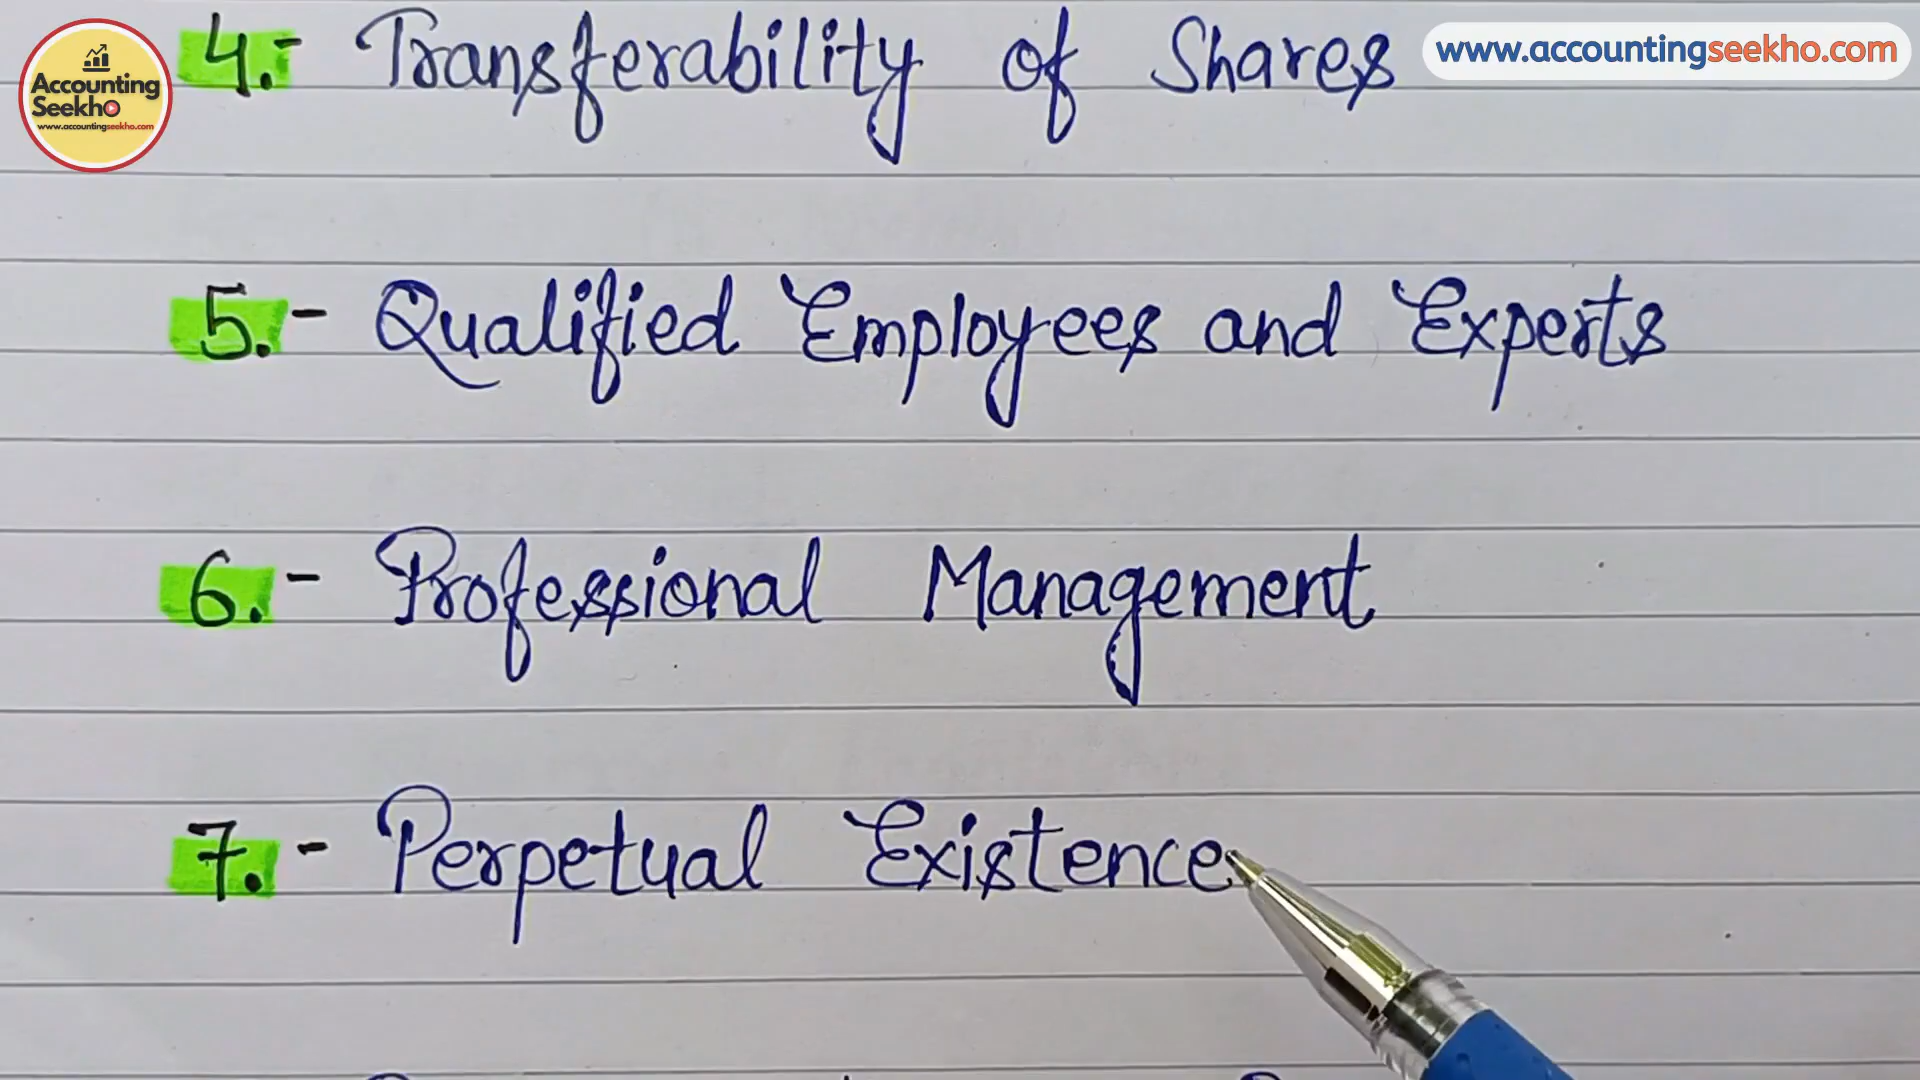 4.- Transferability of Shares
www.accountingseekho.com
Accounting
Seekho
www.accountingseekho.com
5.- Qualified Employees and Experts
6.- Professional Management
7.- Perpetual Existence